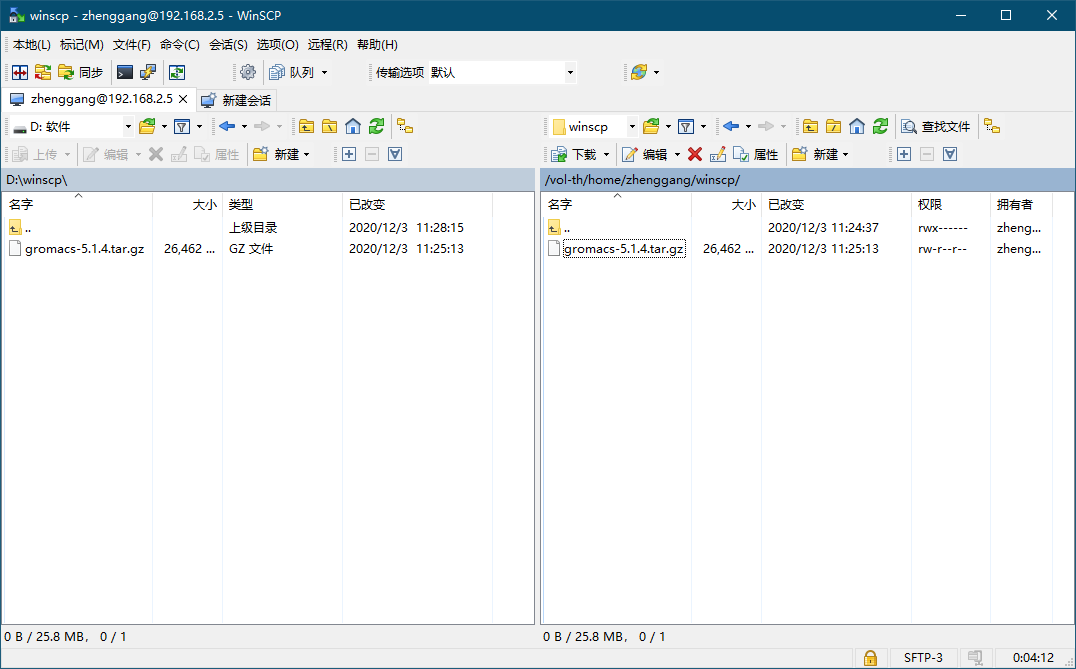 winscp - zhenggang@192.168.2.5 - WinSCP
本地(L) 标记(M) 文件(F) 命令(C) 会话(S) 选项(O) 远程(R) 帮助(H)
同步 队列 传输选项 默认
zhenggang@192.168.2.5 新建会话
D: 软件
上传 编辑 属性 新建
D:\winscp\
名字 大小 类型 已改变
.. 上级目录 2020/12/3 11:28:15
gromacs-5.1.4.tar.gz 26,462 ... GZ 文件 2020/12/3 11:25:13
0 B / 25.8 MB, 0 / 1
winscp 查找文件
下载 编辑 属性 新建
/vol-th/home/zhenggang/winscp/
名字 大小 已改变 权限 拥有者
.. 2020/12/3 11:24:37 rwx------ zheng...
gromacs-5.1.4.tar.gz 26,462 ... 2020/12/3 11:25:13 rw-r--r-- zheng...
0 B / 25.8 MB, 0 / 1
SFTP-3 0:04:12